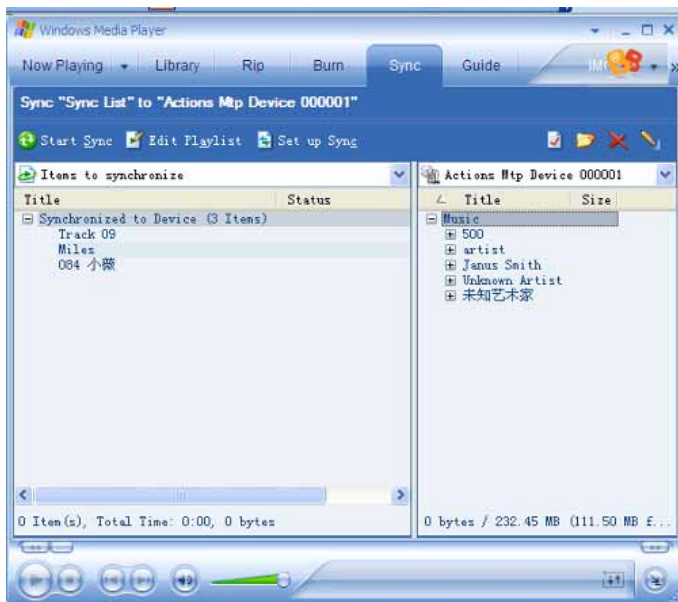 Windows Media Player
Now Playing Library Rip Burn Sync Guide
Sync "Sync List" to "Actions Mtp Device 000001"
Start Sync Edit Playlist Set up Sync
Items to synchronize
Title Status
Synchronized to Device (3 Items)
Track 09
Miles
084 小薇
0 Item(s), Total Time: 0:00, 0 bytes
Actions Mtp Device 000001
Title Size
Music
500
artist
Janus Smith
Unknown Artist
未知艺术家
0 bytes / 232.45 MB (111.50 MB f...